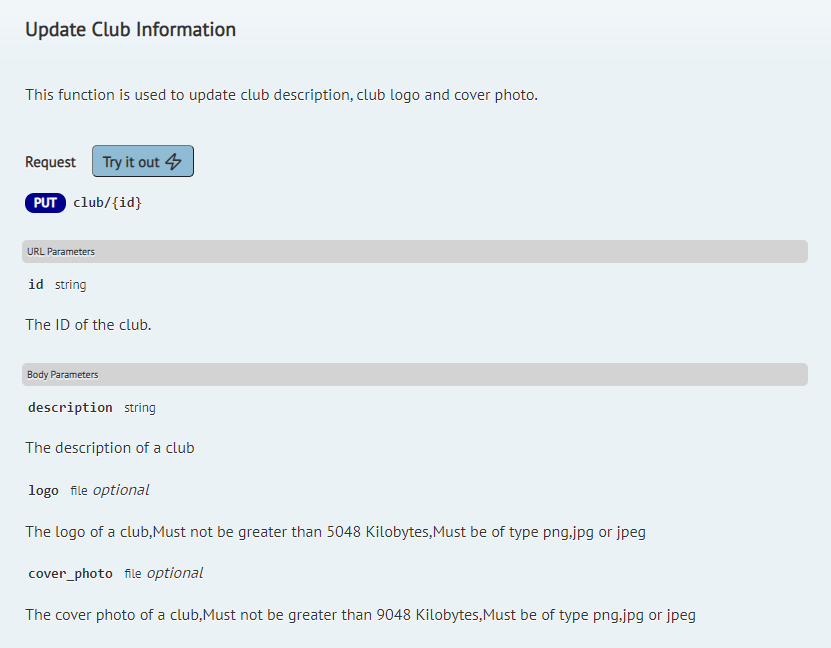 Update Club Information
This function is used to update club description, club logo and cover photo.
Request Try it out
PUT club/{id}
URL Parameters
id string
The ID of the club.
Body Parameters
description string
The description of a club
logo file optional
The logo of a club,Must not be greater than 5048 Kilobytes,Must be of type png,jpg or jpeg
cover_photo file optional
The cover photo of a club,Must not be greater than 9048 Kilobytes,Must be of type png,jpg or jpeg